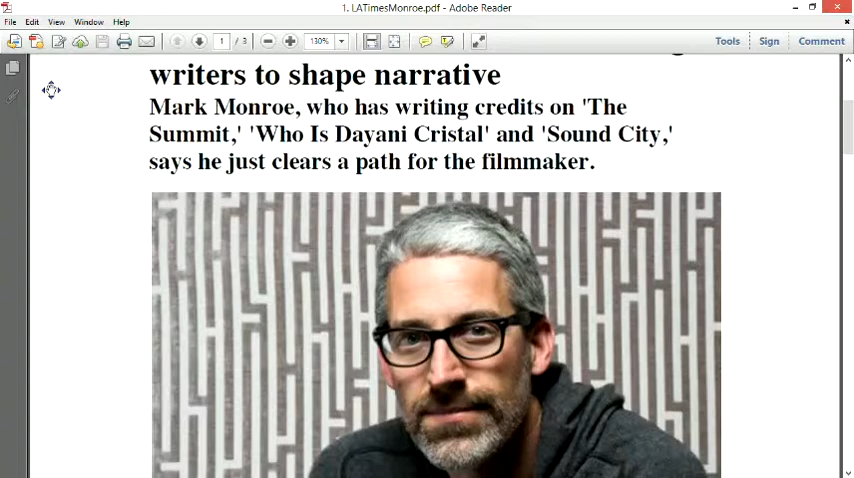 1. LATimesMonroe.pdf - Adobe Reader
File Edit View Window Help
1 / 3 130% Tools Sign Comment
writers to shape narrative
Mark Monroe, who has writing credits on 'The
Summit,' 'Who Is Dayani Cristal' and 'Sound City,'
says he just clears a path for the filmmaker.